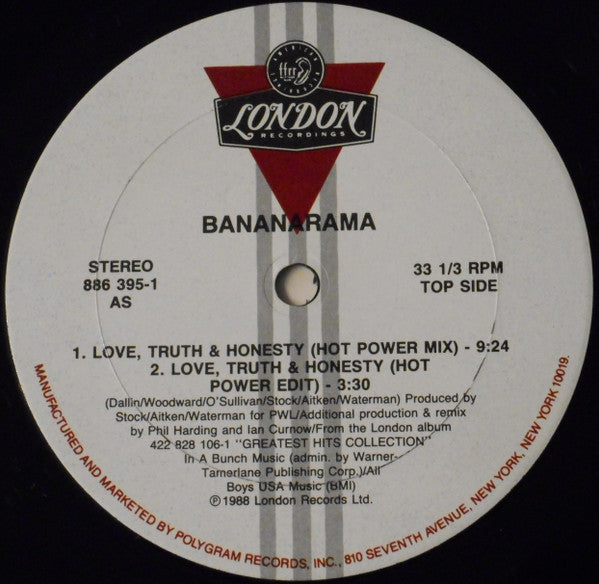 ffrr
LONDON
RECORDINGS
BANANARAMA
STEREO
886 395-1
AS
33 1/3 RPM
TOP SIDE
1. LOVE, TRUTH & HONESTY (HOT POWER MIX) - 9:24
2. LOVE, TRUTH & HONESTY (HOT
POWER EDIT) - 3:30
(Dallin/Woodward/O'Sullivan/Stock/Aitken/Waterman) Produced by
Stock/Aitken/Waterman for PWL/Additional production & remix
by Phil Harding and Ian Curnow/From the London album
422 828 106-1 "GREATEST HITS COLLECTION"
In A Bunch Music (admin. by Warner-
Tamerlane Publishing Corp.)/All
Boys USA Music (BMI)
℗ 1988 London Records Ltd.
MANUFACTURED AND MARKETED BY POLYGRAM RECORDS, INC., 810 SEVENTH AVENUE, NEW YORK, NEW YORK 10019.